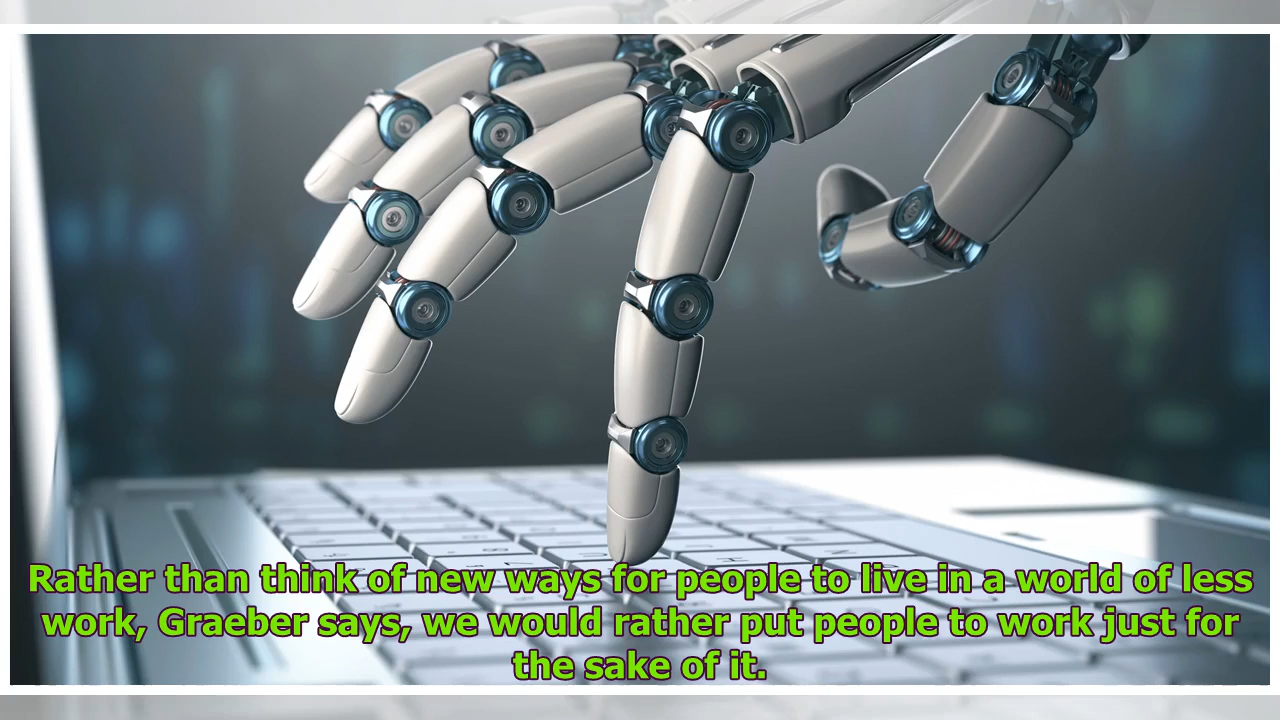 Rather than think of new ways for people to live in a world of less
work, Graeber says, we would rather put people to work just for
the sake of it.